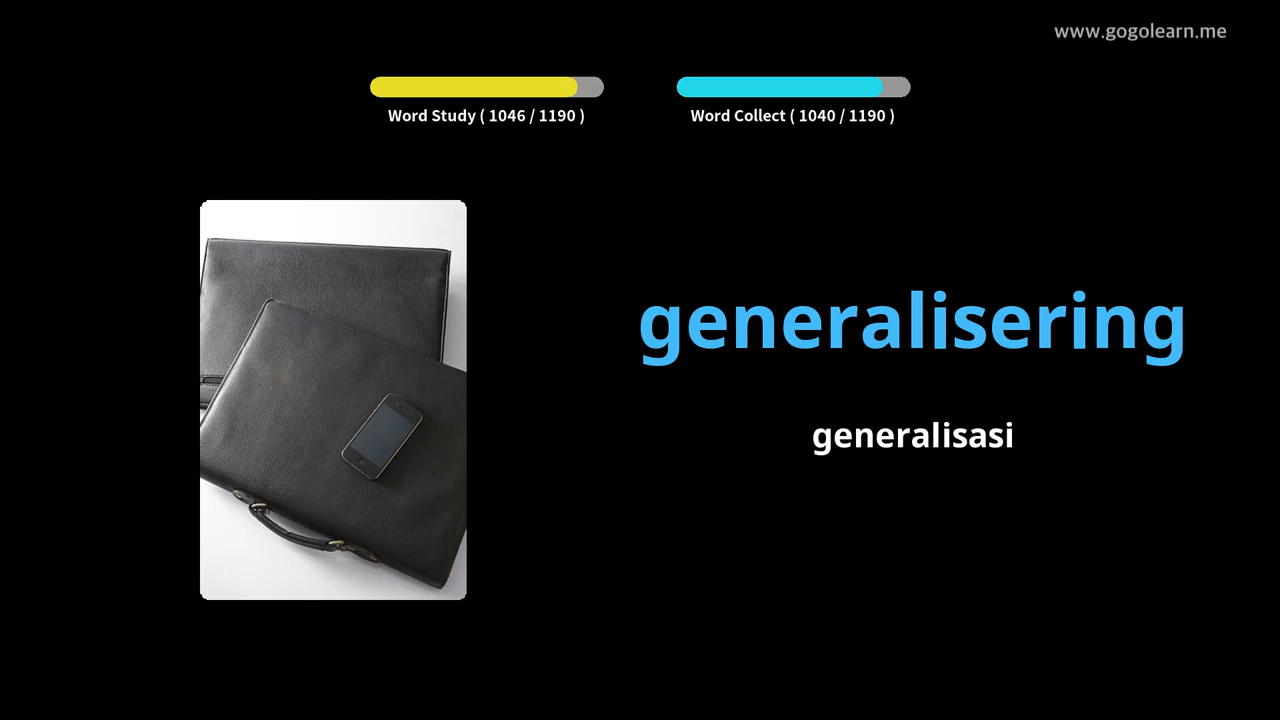 www.gogolearn.me
Word Study ( 1046 / 1190 )
Word Collect ( 1040 / 1190 )
generalisering
generalisasi